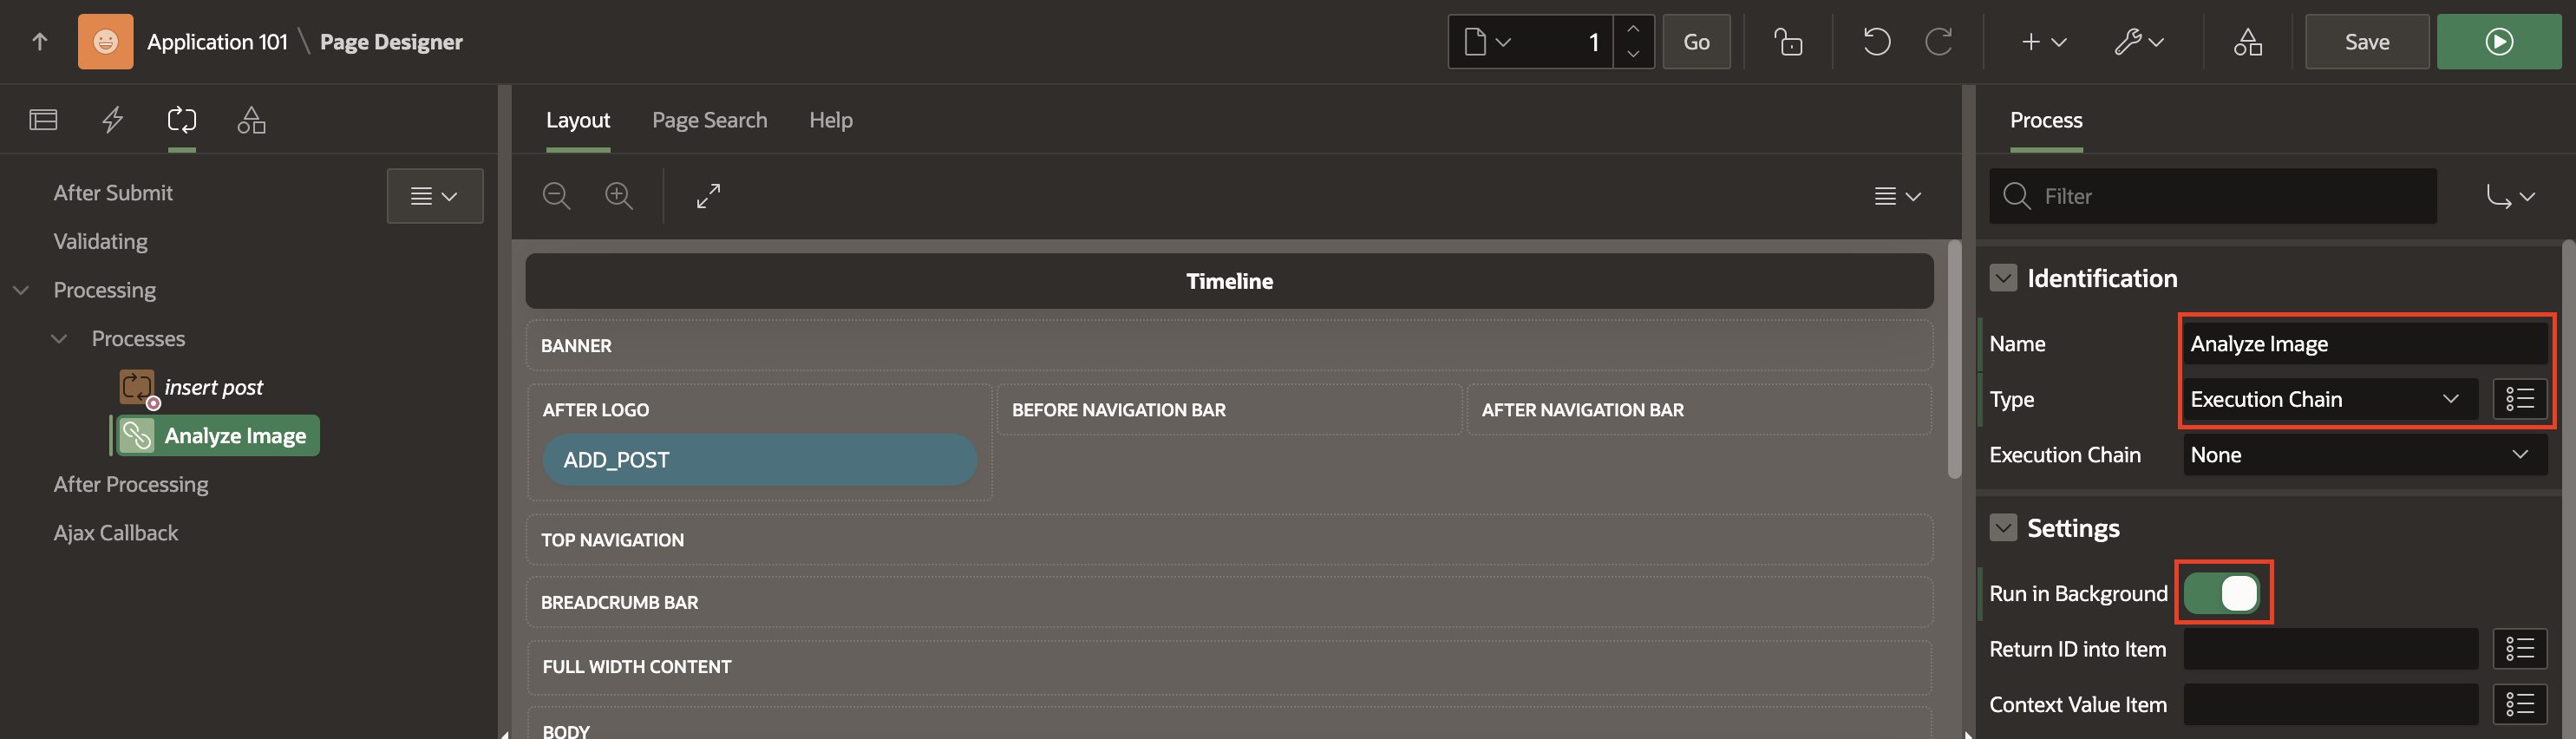 Application 101 \ Page Designer
1
Go
Save
After Submit
Validating
Processing
Processes
insert post
Analyze Image
After Processing
Ajax Callback
Layout Page Search Help
Timeline
BANNER
AFTER LOGO BEFORE NAVIGATION BAR AFTER NAVIGATION BAR
ADD_POST
TOP NAVIGATION
BREADCRUMB BAR
FULL WIDTH CONTENT
BODY
Process
Filter
Identification
Name Analyze Image
Type Execution Chain
Execution Chain None
Settings
Run in Background
Return ID into Item
Context Value Item